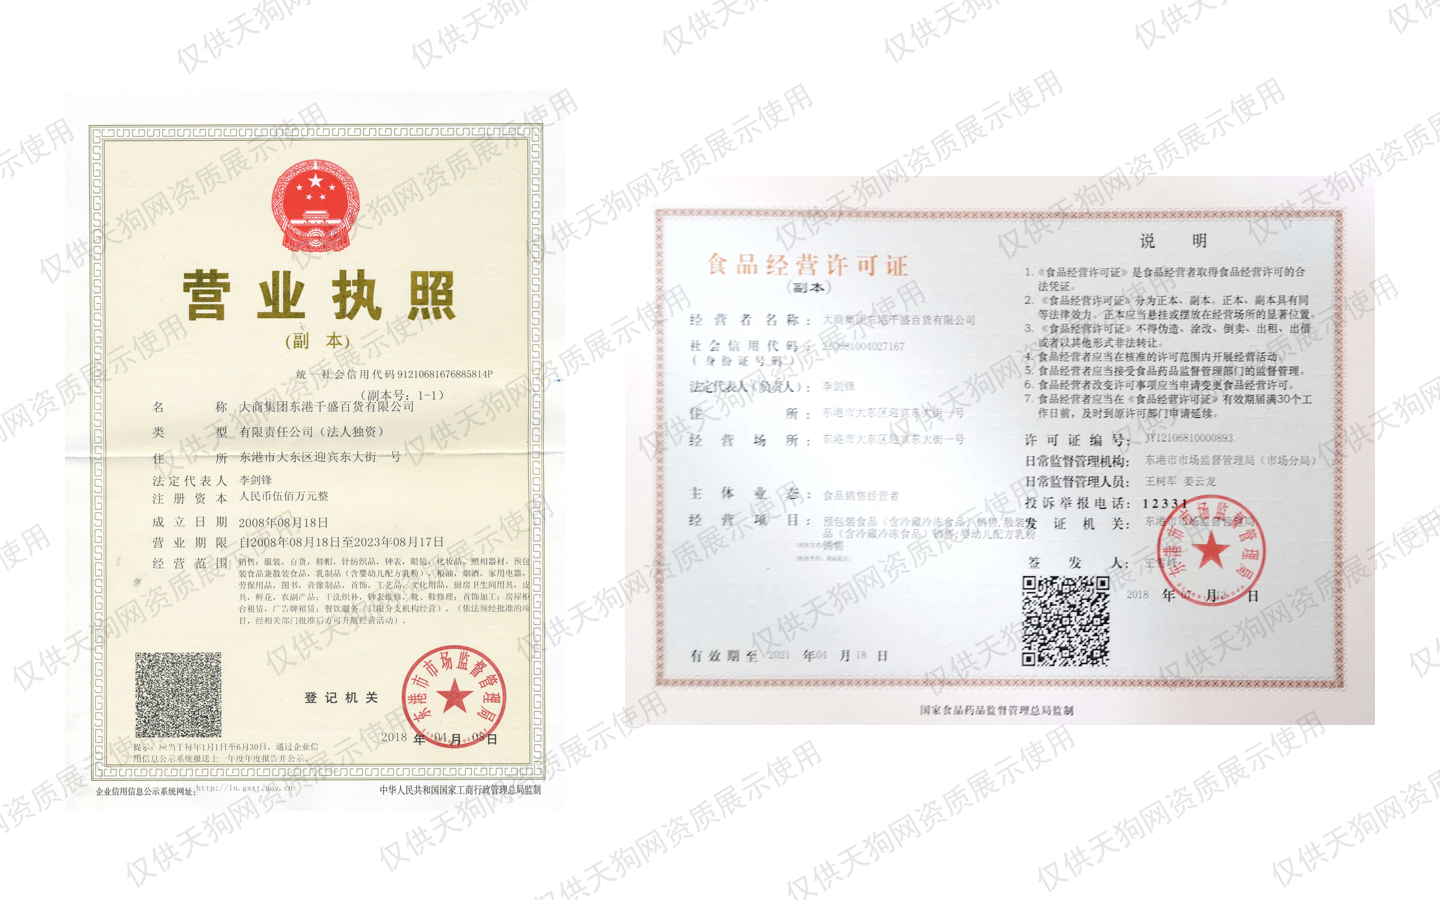 营业执照
(副 本)
统一社会信用代码 91210681676885814P
(副本号: 1-1)
名 称 大商集团东港千盛百货有限公司
类 型 有限责任公司（法人独资）
住 所 东港市大东区迎宾东大街一号
法定代表人 李剑锋
注册资本 人民币伍佰万元整
成立日期 2008年08月18日
营业期限 自2008年08月18日至2023年08月17日
经营范围 销售：服装，百货，鞋帽，针纺织品，钟表，眼镜，化妆品，照相器材，预包
装食品兼散装食品，乳制品（含婴幼儿配方乳粉），粮油，烟酒，家用电器，
劳保用品，图书，音像制品，首饰，工艺品，文化用品，厨房卫生间用具，皮
具，鲜花，农副产品；干洗织补，钟表维修，靴、鞋修理；首饰加工；房屋柜
台租赁，广告牌租赁；餐饮服务（只限分支机构经营）。（依法须经批准的项
目，经相关部门批准后方可开展经营活动）。
登记机关
东港市市场监督管理局
2018 年 04 月 08 日
提示：应当于每年1月1日至6月30日，通过企业信
用信息公示系统报送上一年度年度报告并公示。
企业信用信息公示系统网址: http://ln.gsxt.gov.cn
中华人民共和国国家工商行政管理总局监制
食品经营许可证
(副本)
经营者名称： 大商集团东港千盛百货有限公司
社会信用代码：
(身份证号码)
法定代表人（负责人）： 李剑锋
住 所： 东港市大东区迎宾东大街一号
经营场所： 东港市大东区迎宾东大街一号
主体业态： 食品销售经营者
经营项目： 预包装食品（含冷藏冷冻食品）销售,散装
品（含冷藏冷冻食品）销售,婴幼儿配方乳粉
销售
有效期至 2021 年 04 月 18 日
说 明
1.《食品经营许可证》是食品经营者取得食品经营许可的合
法凭证。
2.《食品经营许可证》分为正本、副本。正本、副本具有同
等法律效力。正本应当悬挂或摆放在经营场所的显著位置。
3.《食品经营许可证》不得伪造、涂改、倒卖、出租、出借
或者以其他形式非法转让。
4. 食品经营者应当在核准的许可范围内开展经营活动。
5. 食品经营者应当接受食品药品监督管理部门的监督管理。
6. 食品经营者改变许可事项应当申请变更食品经营许可。
7. 食品经营者应当在《食品经营许可证》有效期届满30个工
作日前，及时到原许可部门申请延续。
许可证编号： JY12106810000893
日常监督管理机构： 东港市市场监督管理局（市场分局）
日常监督管理人员： 王树军 姜云龙
投诉举报电话：12331
发证机关： 东港市市场监督管理局
签发人：
2018 年 07 月 12 日
东港市市场监督管理局
国家食品药品监督管理总局监制
仅供天狗网资质展示使用